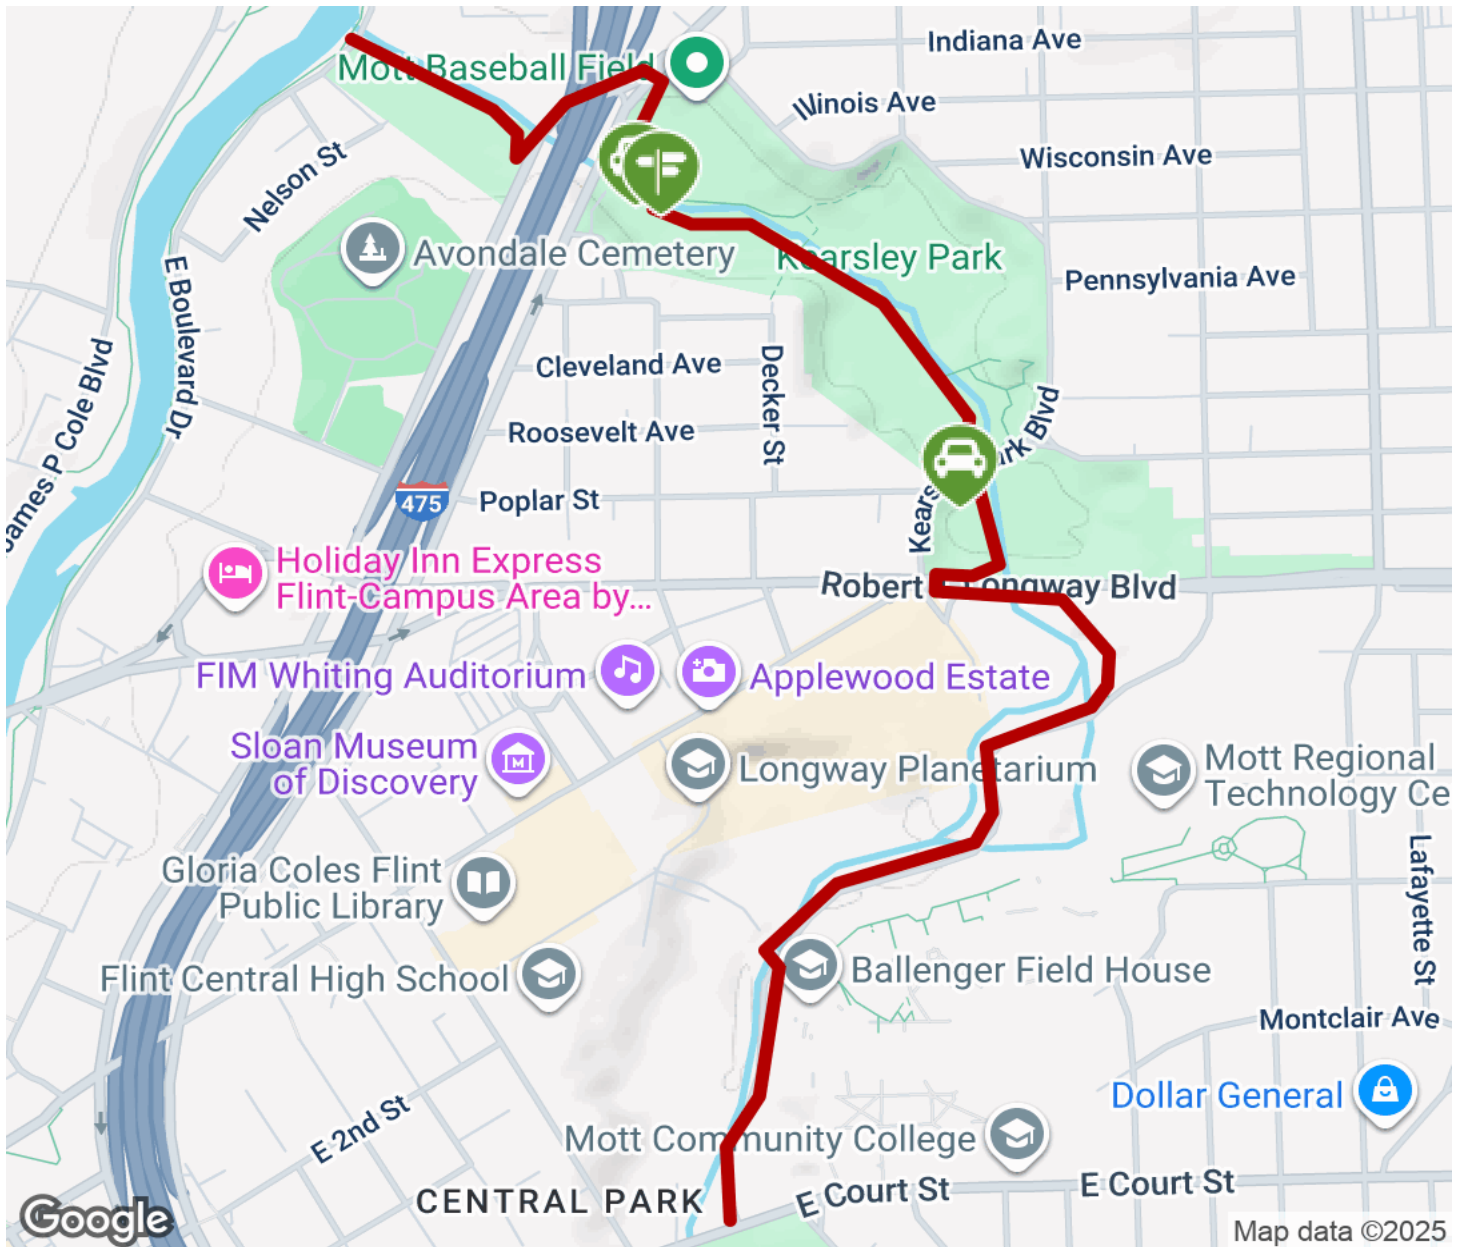 Indiana Ave
Mott Baseball Field
Illinois Ave
Wisconsin Ave
Nelson St
Avondale Cemetery
Kearsley Park
Pennsylvania Ave
E Boulevard Dr
James P Cole Blvd
Cleveland Ave
Decker St
Roosevelt Ave
Kears
ark Blvd
475
Poplar St
Holiday Inn Express
Flint-Campus Area by...
Robert
Longway Blvd
FIM Whiting Auditorium
Applewood Estate
Sloan Museum
of Discovery
Longway Planetarium
Mott Regional
Technology Ce
Gloria Coles Flint
Public Library
Lafayette St
Flint Central High School
Ballenger Field House
Montclair Ave
Dollar General
E 2nd St
Mott Community College
CENTRAL PARK
E Court St
E Court St
Google
Map data ©2025